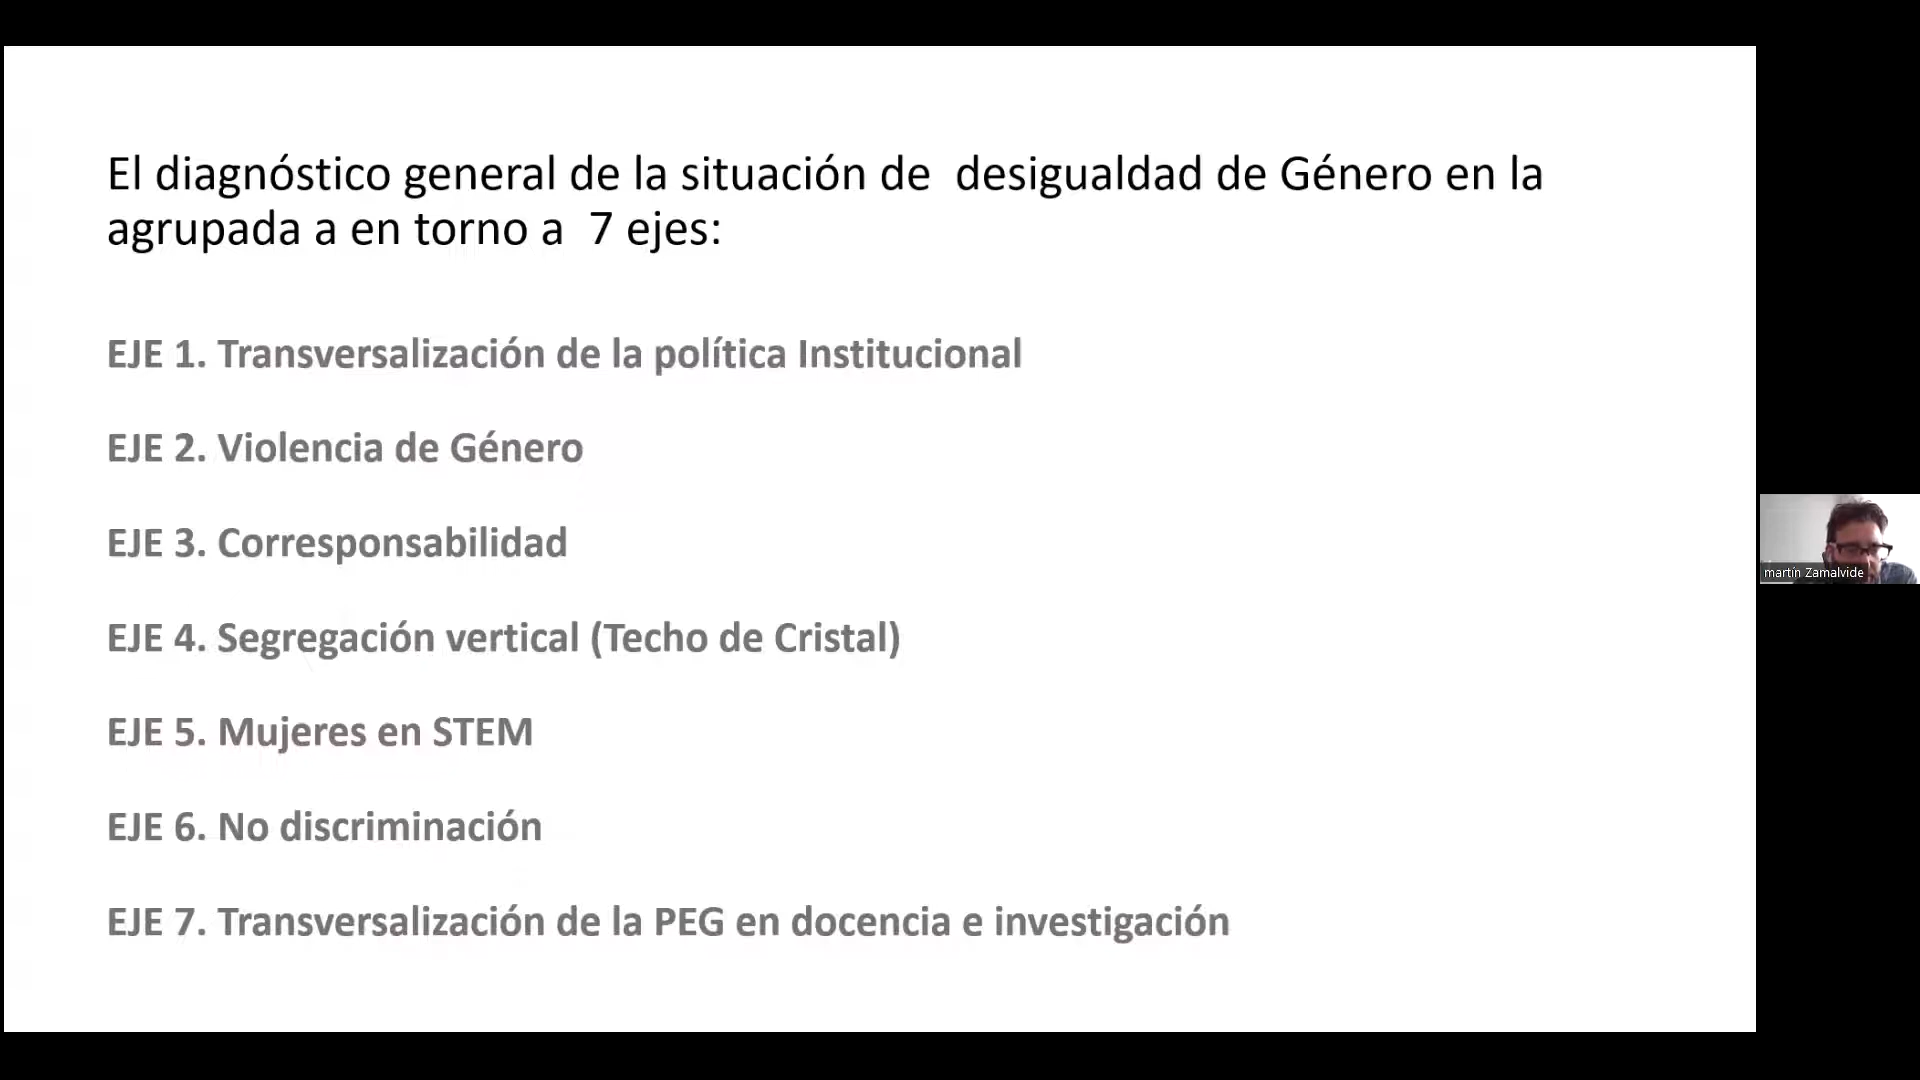 El diagnóstico general de la situación de  desigualdad de Género en la
agrupada a en torno a  7 ejes:
EJE 1. Transversalización de la política Institucional
EJE 2. Violencia de Género
EJE 3. Corresponsabilidad
EJE 4. Segregación vertical (Techo de Cristal)
EJE 5. Mujeres en STEM
EJE 6. No discriminación
EJE 7. Transversalización de la PEG en docencia e investigación
martín Zamalvide